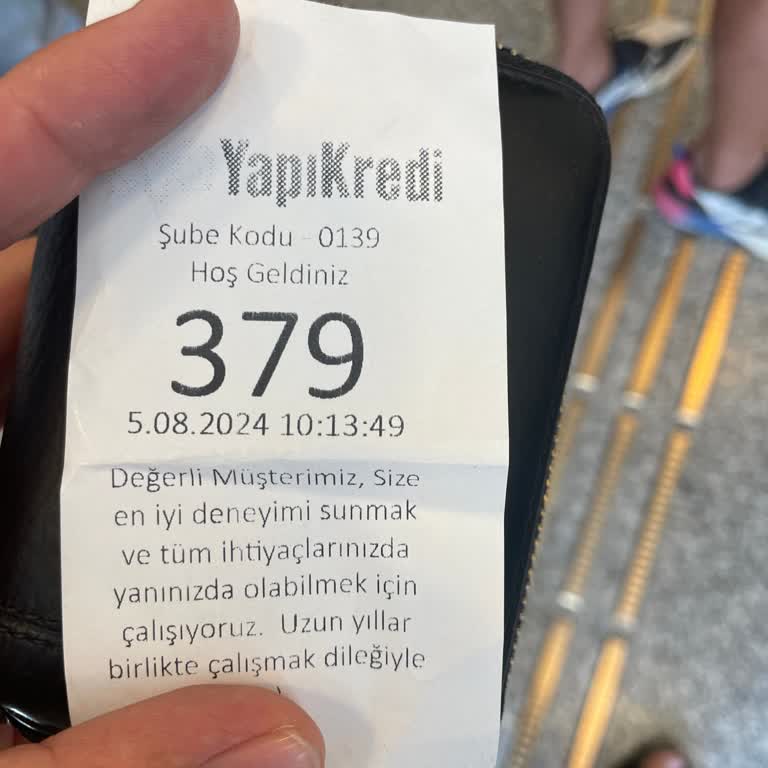 YapıKredi
Şube Kodu - 0139
Hoş Geldiniz
379
5.08.2024 10:13:49
Değerli Müşterimiz, Size
en iyi deneyimi sunmak
ve tüm ihtiyaçlarınızda
yanınızda olabilmek için
çalışıyoruz. Uzun yıllar
birlikte çalışmak dileğiyle